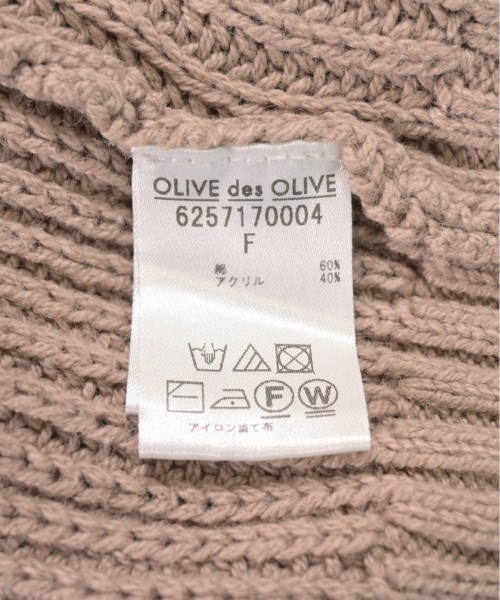 OLIVE des OLIVE
6257170004
F
綿 60%
アクリル 40%
F W
アイロン当て布